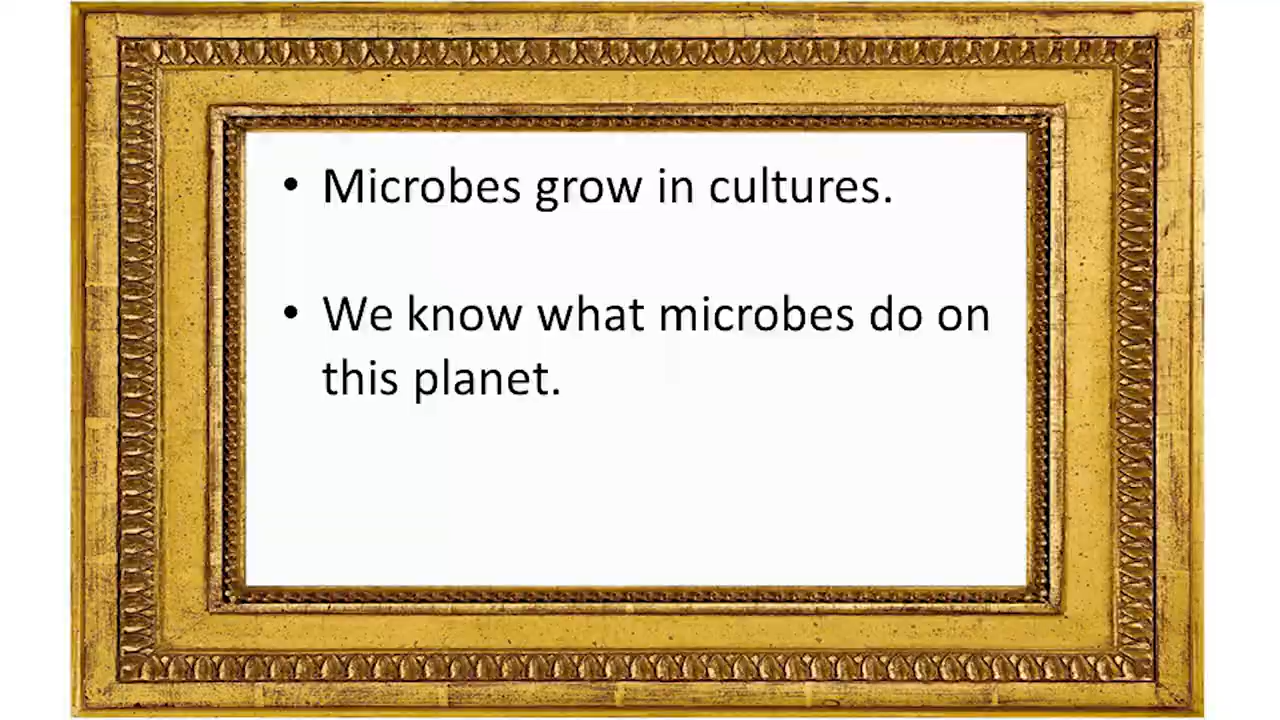 • Microbes grow in cultures.
• We know what microbes do on
this planet.